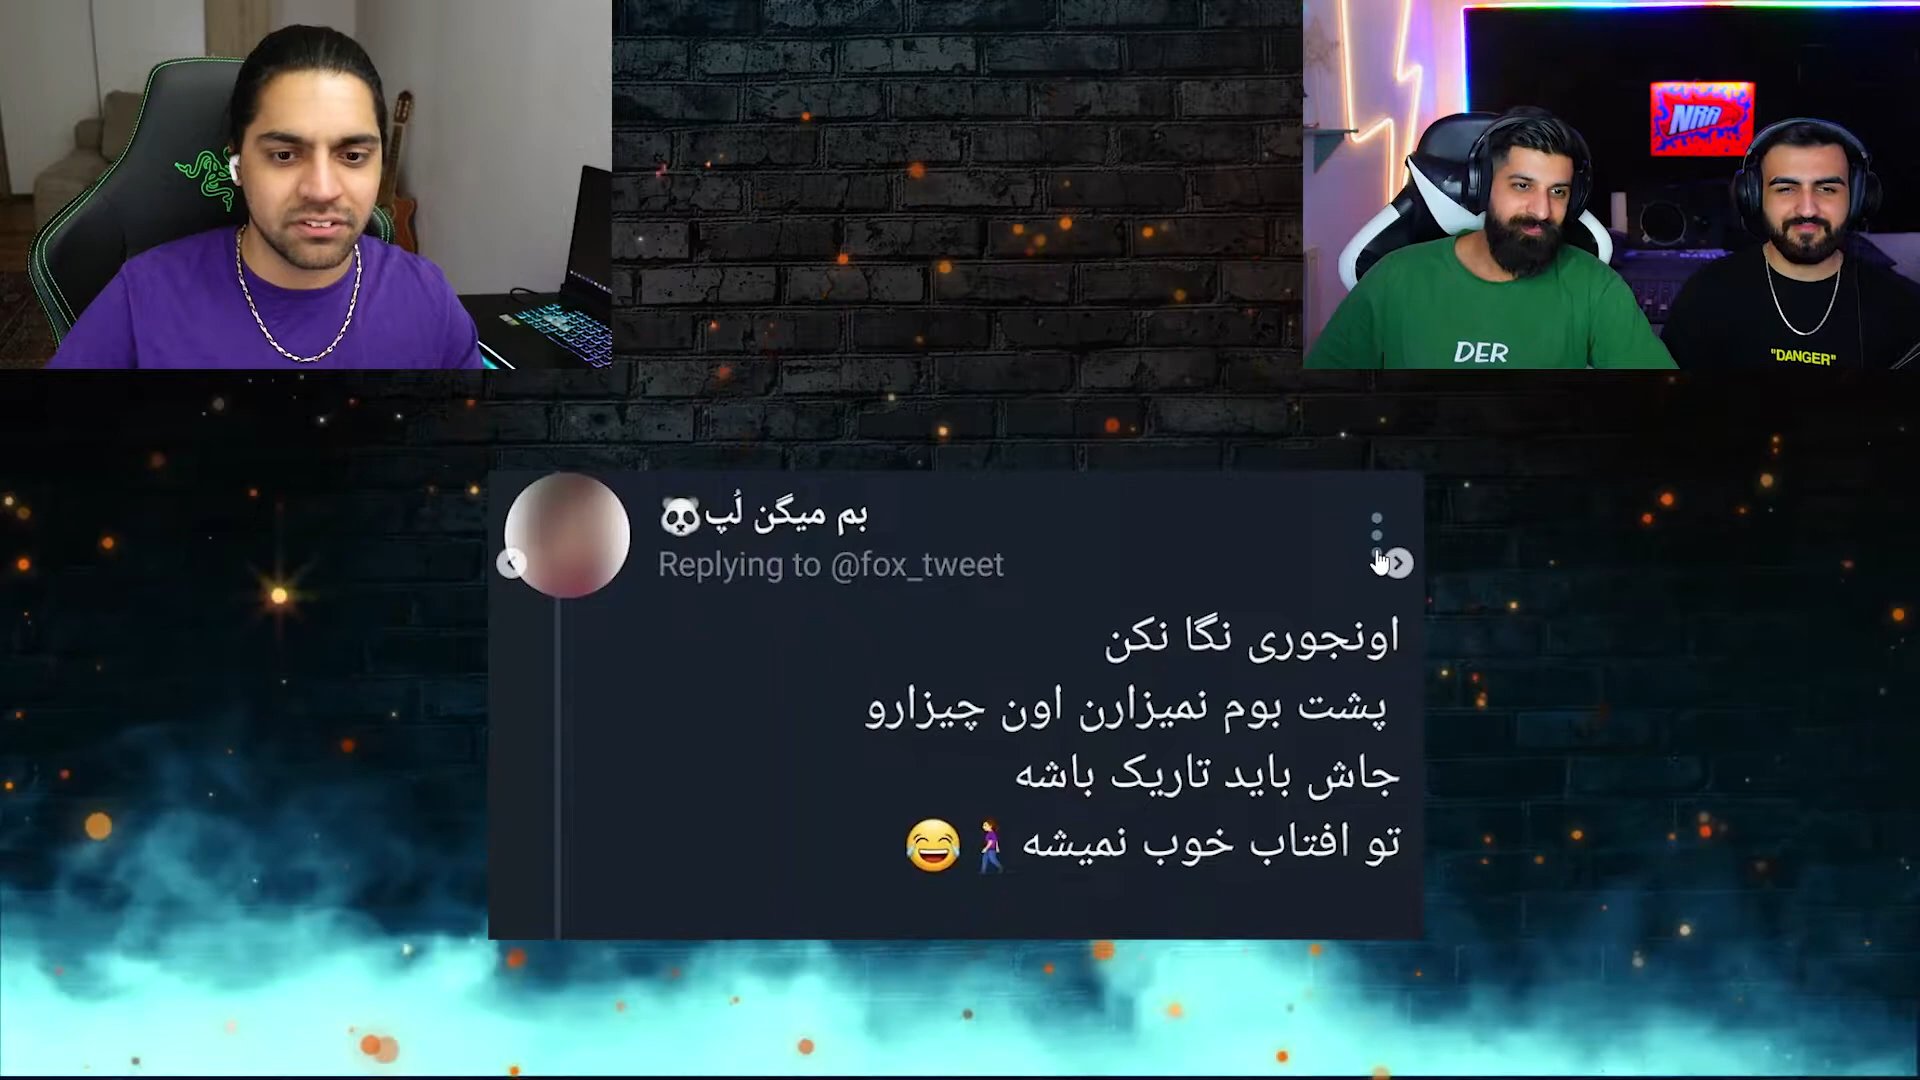 NRA
DER
"DANGER"
بم میگن لُپ🐼
Replying to @fox_tweet
اونجوری نگا نکن
پشت بوم نمیزارن اون چیزارو
جاش باید تاریک باشه
تو افتاب خوب نمیشه 🚶‍♀️😂